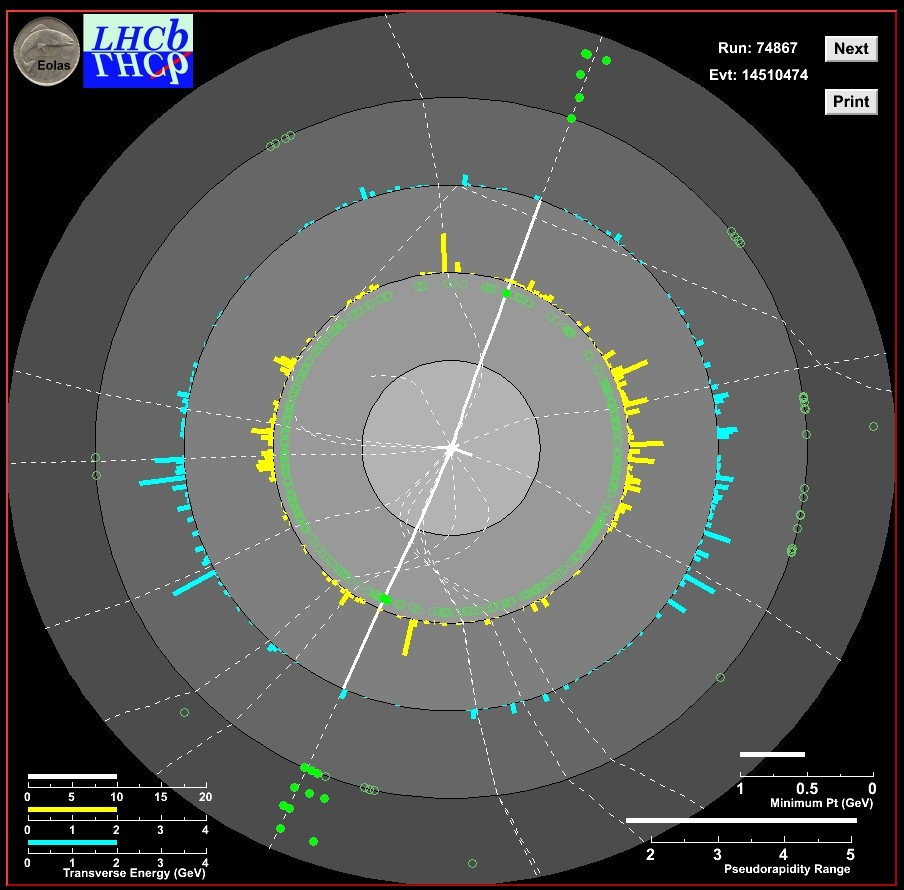 Eolas
LHCb
ГНСр
Run: 74867
Evt: 14510474
Next
Print
0 5 10 15 20
0 1 2 3 4
0 1 2 3 4
Transverse Energy (GeV)
1 0.5 0
Minimum Pt (GeV)
2 3 4 5
Pseudorapidity Range